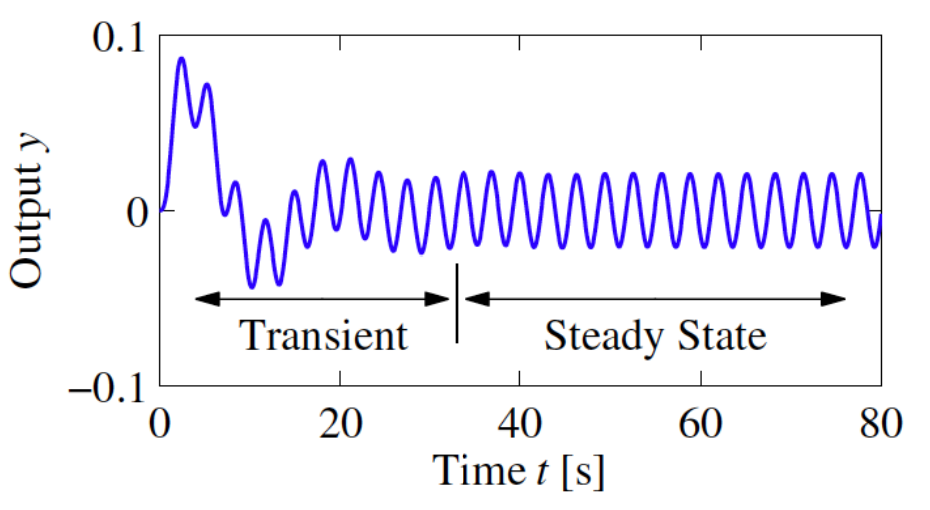 0.1
Output y
0
Transient
Steady State
−0.1
0 20 40 60 80
Time t [s]